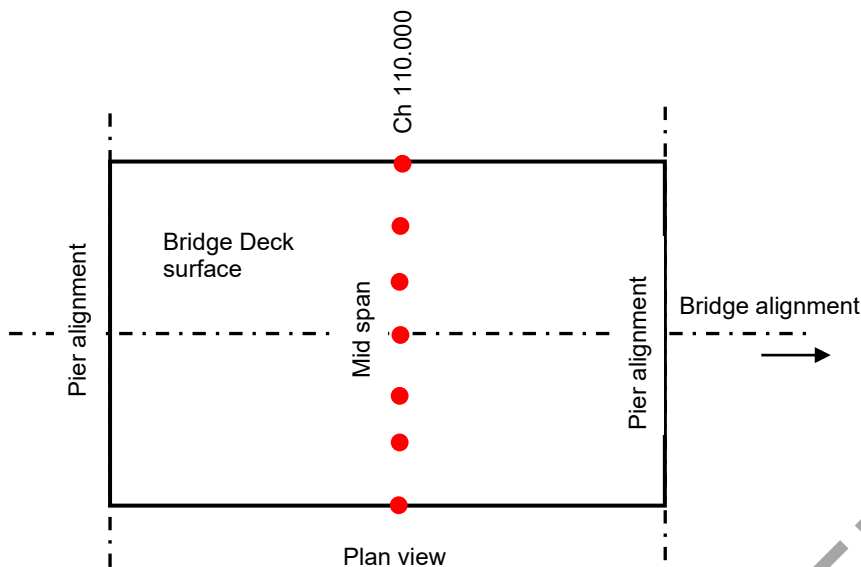 Ch 110.000
Bridge Deck
surface
Pier alignment
Mid span
Pier alignment
Bridge alignment
Plan view